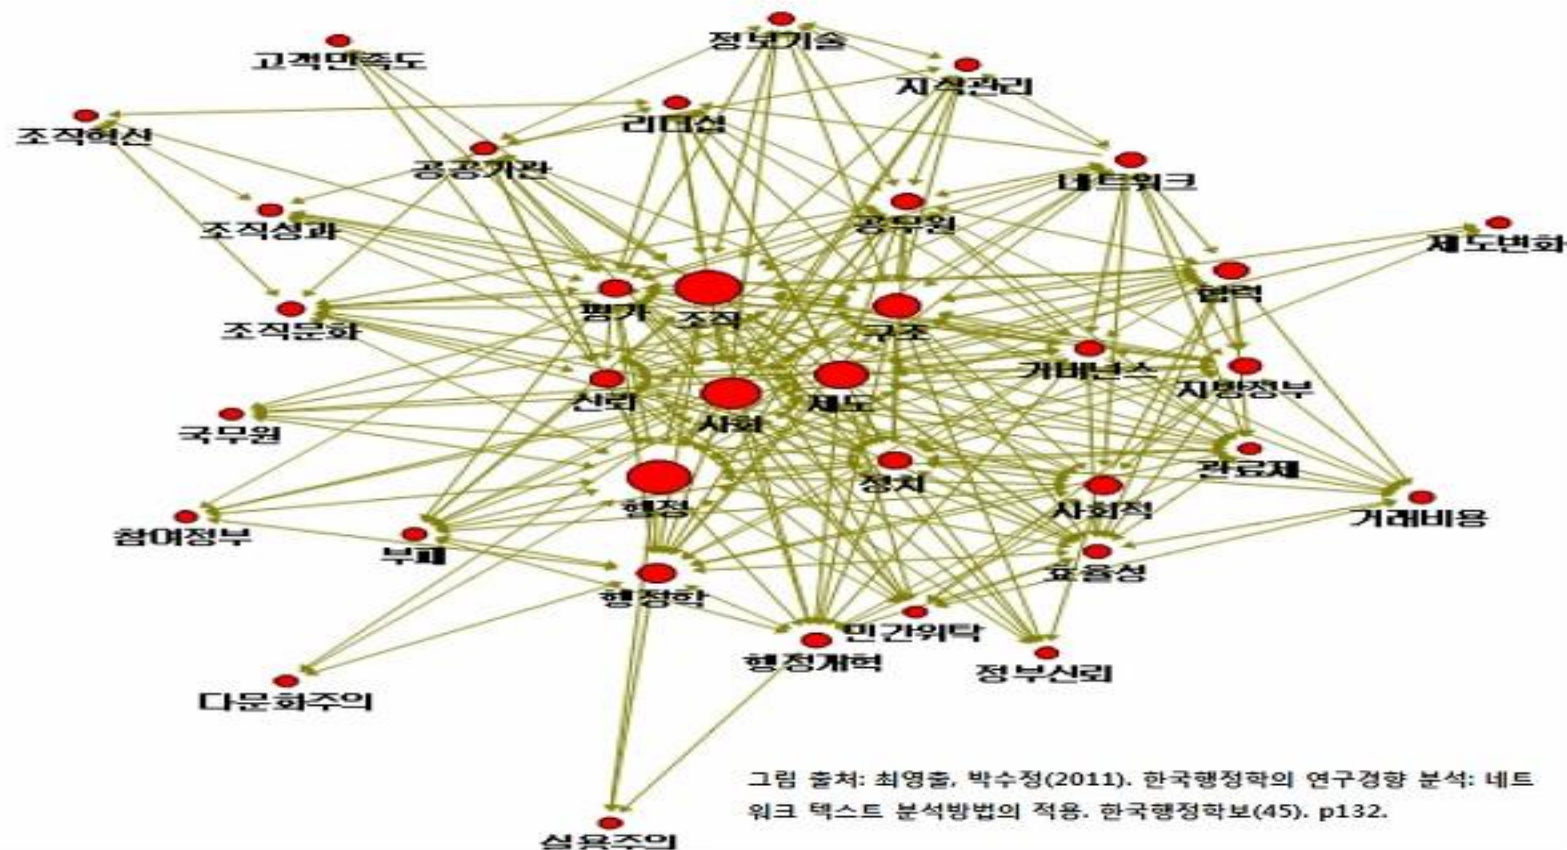 정보기술
고객만족도
지식관리
리더십
조직혁신
공공기관
네트워크
조직성과
공무원
제도변화
협력
평가
조직
구조
조직문화
거버넌스
지방정부
신뢰
제도
사회
국무원
관료제
정치
행정
사회적
거래비용
참여정부
부패
효율성
행정학
민간위탁
행정개혁
정부신뢰
다문화주의
그림 출처: 최영출, 박수정(2011). 한국행정학의 연구경향 분석: 네트
워크 텍스트 분석방법의 적용. 한국행정학보(45). p132.
실용주의